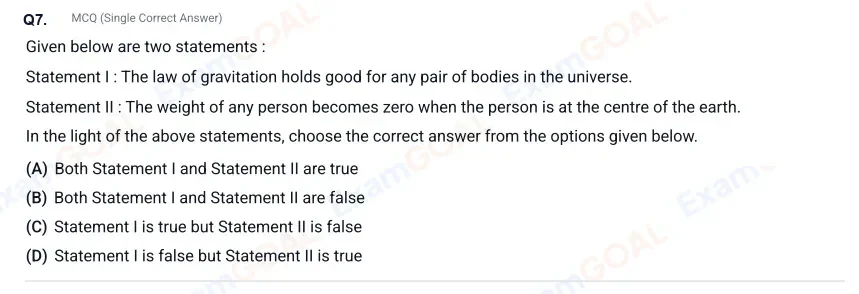 Q7. MCQ (Single Correct Answer)
Given below are two statements :
Statement I : The law of gravitation holds good for any pair of bodies in the universe.
Statement II : The weight of any person becomes zero when the person is at the centre of the earth.
In the light of the above statements, choose the correct answer from the options given below.
(A) Both Statement I and Statement II are true
(B) Both Statement I and Statement II are false
(C) Statement I is true but Statement II is false
(D) Statement I is false but Statement II is true
ExamGOAL